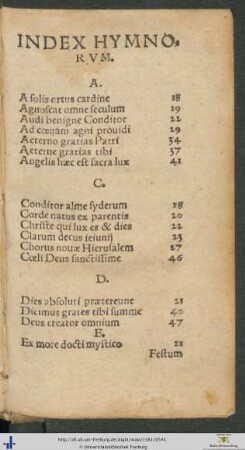 INDEX HYMNO,
RVM.
A.
A solis ortus cardine 18
Agnoscat omne seculum 19
Audi benigne Conditor 22
Ad cœnam agni prouidi 29
Aeterno gratias Patri 34
Aeterne gratias tibi 37
Angelis hæc est sacra lux 41
C.
Conditor alme syderum 18
Corde natus ex parentis 20
Christe qui lux es & dies 22
Clarum decus ieiunii 23
Chorus nouæ Hierusalem 27
Cœli Deus sanctissime 46
D.
Dies absoluti prætereunt 21
Dicimus grates tibi summe 40
Deus creator omnium 47
E.
Ex more docti mystico 21
Festum
© Universitätsbibliothek Freiburg